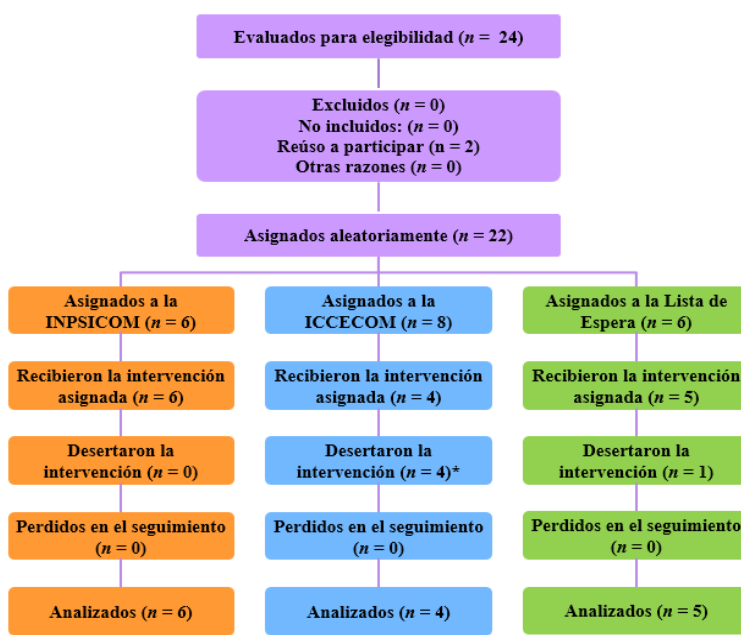 Evaluados para elegibilidad (n = 24)
Excluidos (n = 0)
No incluidos: (n = 0)
Reúso a participar (n = 2)
Otras razones (n = 0)
Asignados aleatoriamente (n = 22)
Asignados a la
INPSICOM (n = 6)
Asignados a la
ICCECOM (n = 8)
Asignados a la Lista de
Espera (n = 6)
Recibieron la intervención
asignada (n = 6)
Recibieron la intervención
asignada (n = 4)
Recibieron la intervención
asignada (n = 5)
Desertaron la
intervención (n = 0)
Desertaron la
intervención (n = 4)*
Desertaron la
intervención (n = 1)
Perdidos en el seguimiento
(n = 0)
Perdidos en el seguimiento
(n = 0)
Perdidos en el seguimiento
(n = 0)
Analizados (n = 6)
Analizados (n = 4)
Analizados (n = 5)